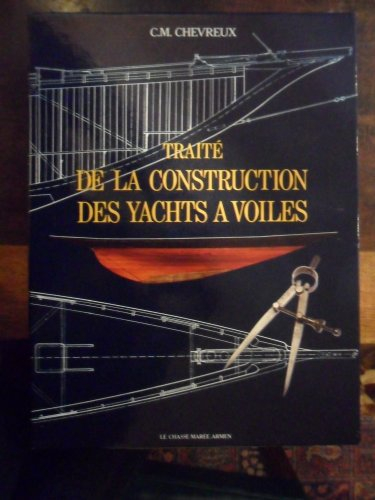 C.M. CHEVREUX
TRAITÉ
DE LA CONSTRUCTION
DES YACHTS A VOILES
LE CHASSE MARÉE/ARMEN